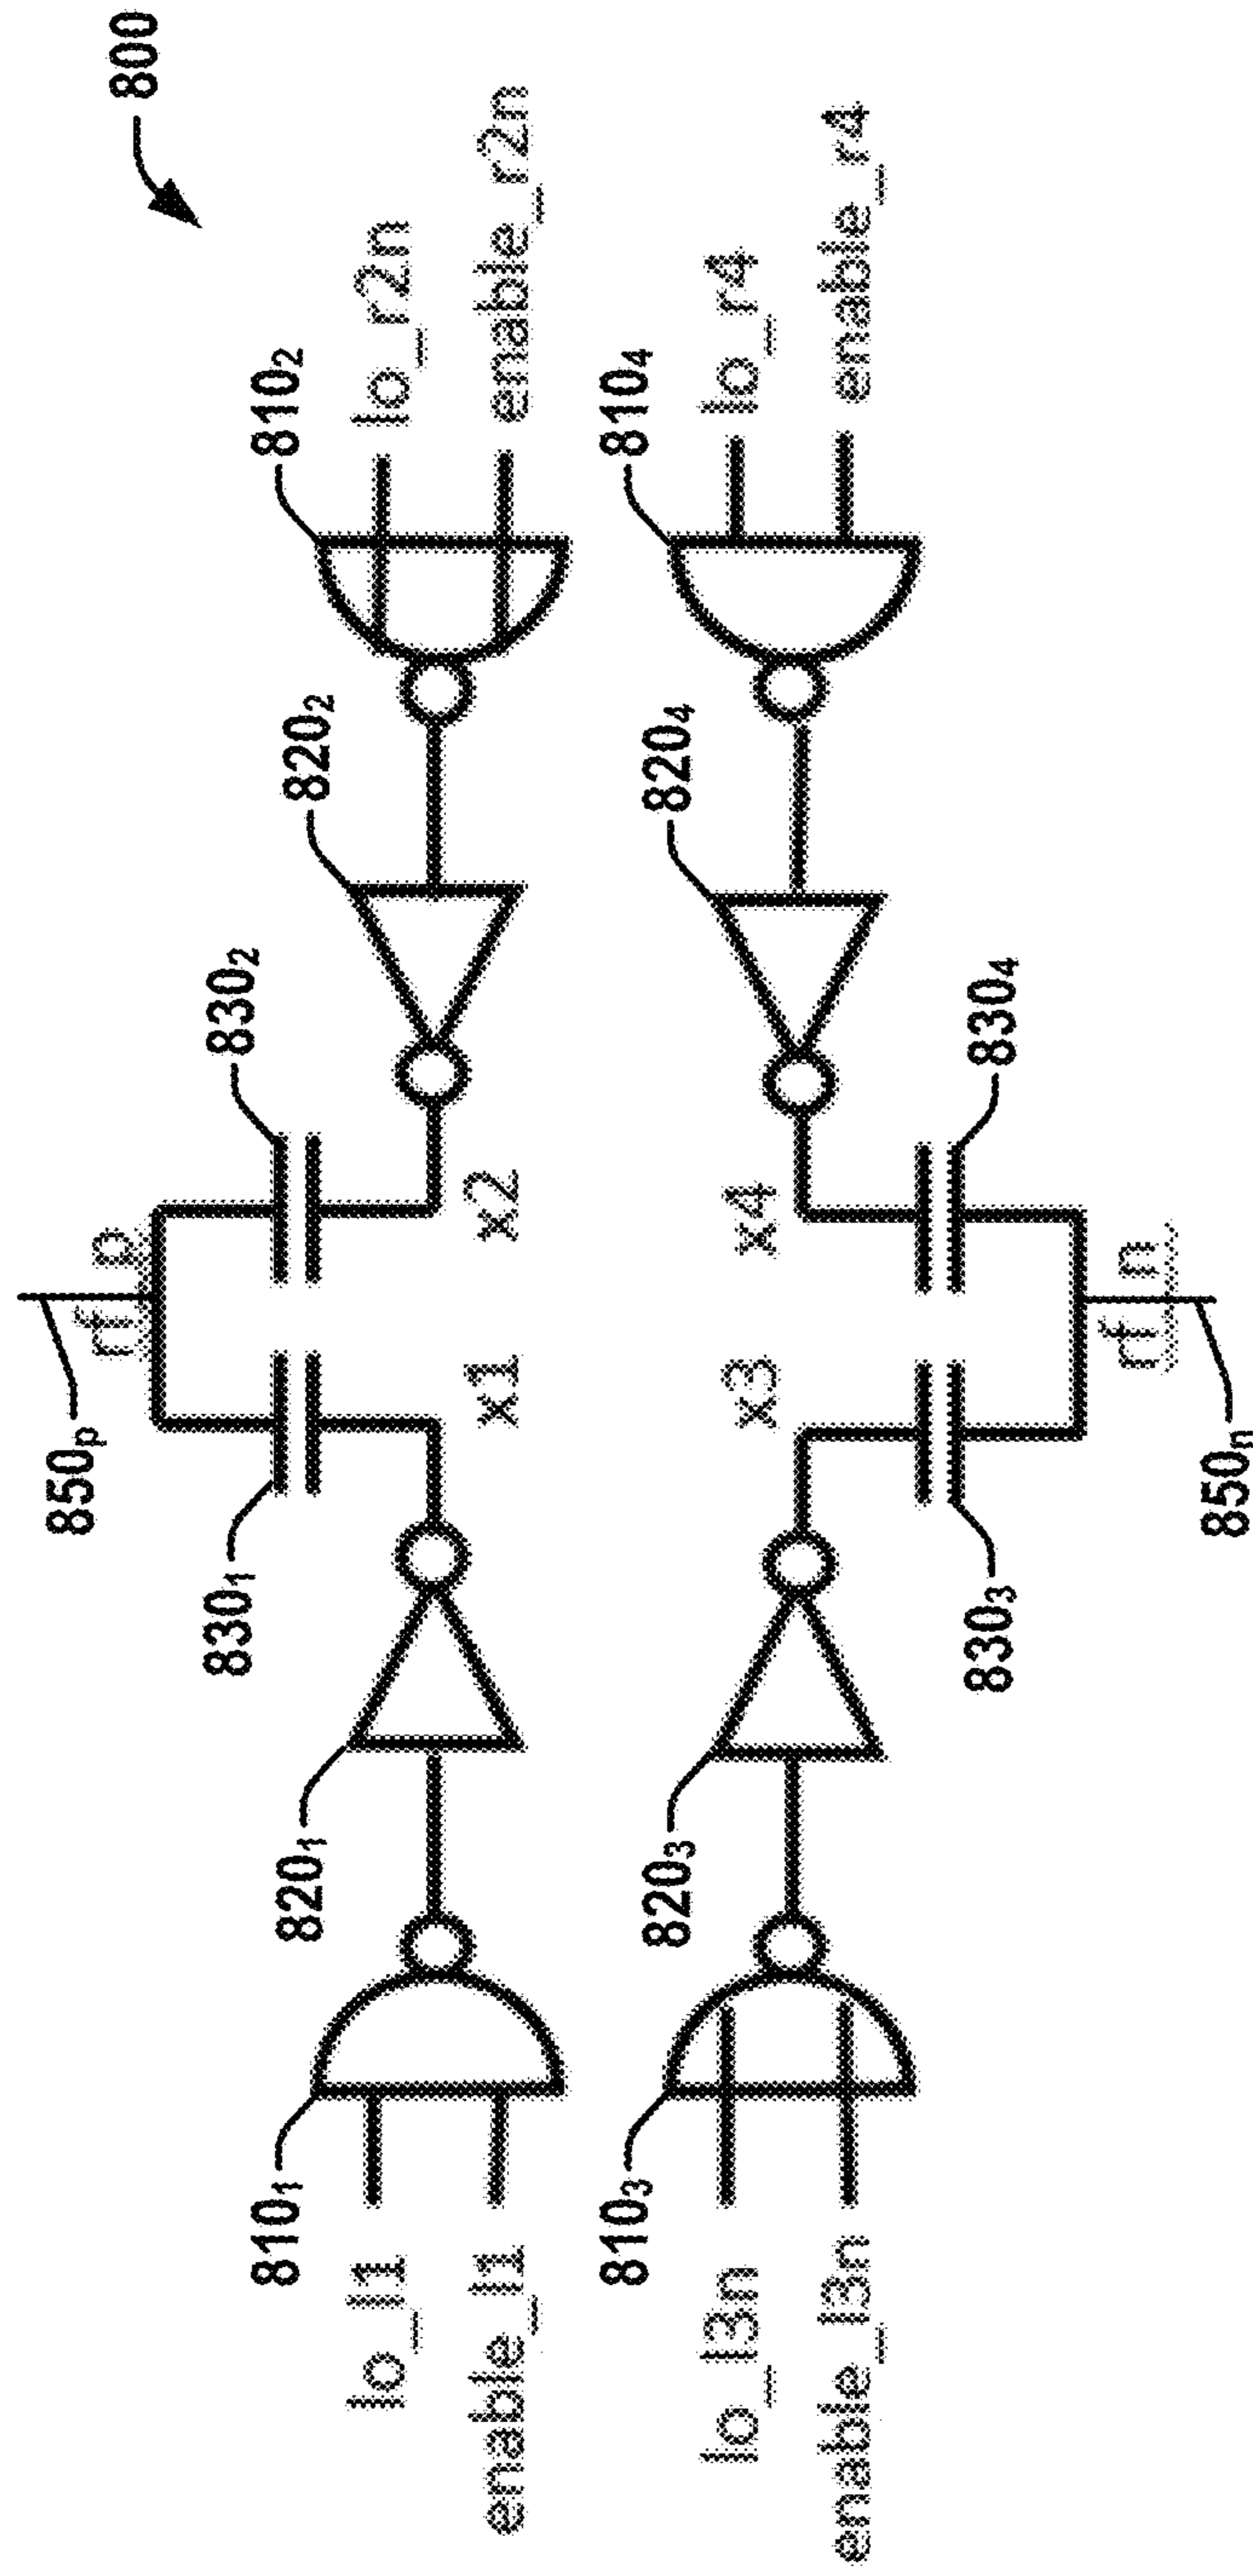 800
850ₚ
rf_p
830₁ 830₂
810₁ 820₁ 820₂ 810₂
lo_l1 lo_r2n
enable_l1 x1 x2 enable_r2n
810₃ 820₃ 820₄ 810₄
lo_l3n x3 x4 lo_r4
enable_l3n enable_r4
830₃ 830₄
rf_n
850ₙ